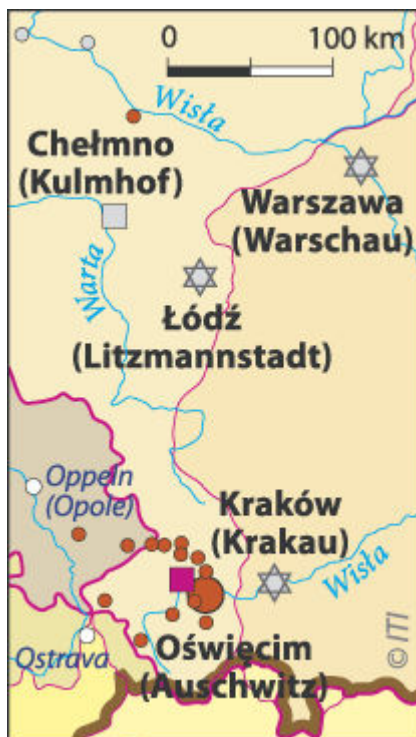 0 100 km
Wisła
Chełmno
(Kulmhof)
Warszawa
(Warschau)
Warta
Łódź
(Litzmannstadt)
Oppeln
(Opole)
Kraków
(Krakau)
Wisła
Ostrava
Oświęcim
(Auschwitz)
© ITI